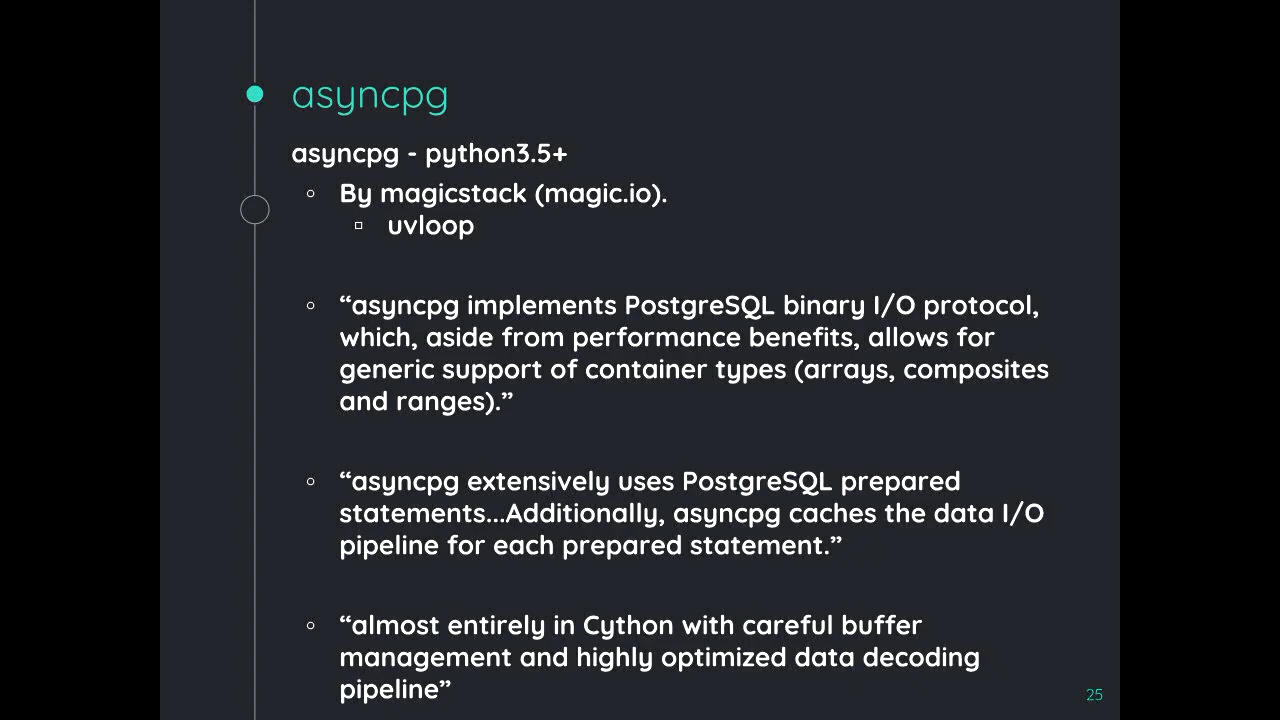 asyncpg
asyncpg - python3.5+
By magicstack (magic.io).
uvloop
“asyncpg implements PostgreSQL binary I/O protocol,
which, aside from performance benefits, allows for
generic support of container types (arrays, composites
and ranges).”
“asyncpg extensively uses PostgreSQL prepared
statements...Additionally, asyncpg caches the data I/O
pipeline for each prepared statement.”
“almost entirely in Cython with careful buffer
management and highly optimized data decoding
pipeline”
25